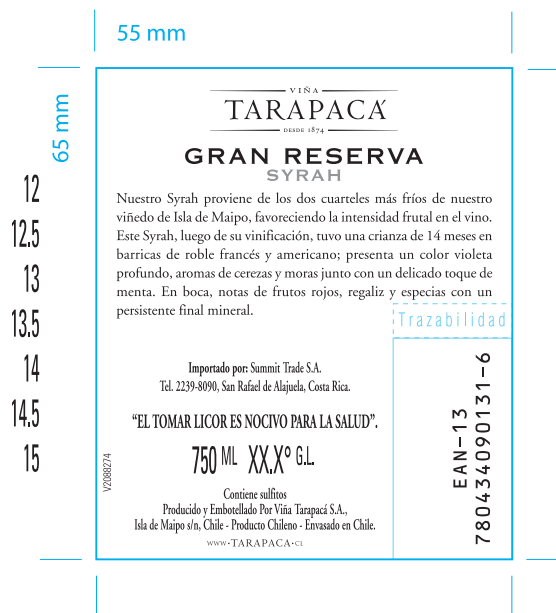 55 mm
65 mm
12
12.5
13
13.5
14
14.5
15
VIÑA
TARAPACÁ
DESDE 1874
GRAN RESERVA
SYRAH
Nuestro Syrah proviene de los dos cuarteles más fríos de nuestro
viñedo de Isla de Maipo, favoreciendo la intensidad frutal en el vino.
Este Syrah, luego de su vinificación, tuvo una crianza de 14 meses en
barricas de roble francés y americano; presenta un color violeta
profundo, aromas de cerezas y moras junto con un delicado toque de
menta. En boca, notas de frutos rojos, regaliz y especias con un
persistente final mineral.
Trazabilidad
Importado por: Summit Trade S.A.
Tel. 2239-8090, San Rafael de Alajuela, Costa Rica.
“EL TOMAR LICOR ES NOCIVO PARA LA SALUD”.
750 ML XX.X° G.L.
V2088274
Contiene sulfitos
Producido y Embotellado Por Viña Tarapacá S.A.,
Isla de Maipo s/n, Chile - Producto Chileno - Envasado en Chile.
WWW·TARAPACA·CL
EAN-13
7804340901316-6